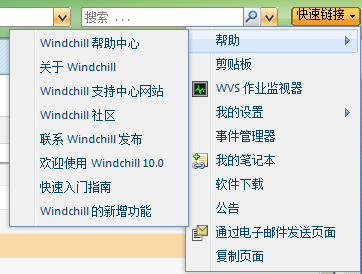 搜索 ...
快速链接
帮助
剪贴板
WVS 作业监视器
我的设置
事件管理器
我的笔记本
软件下载
公告
通过电子邮件发送页面
复制页面
Windchill 帮助中心
关于 Windchill
Windchill 支持中心网站
Windchill 社区
联系 Windchill 发布
欢迎使用 Windchill 10.0
快速入门指南
Windchill 的新增功能